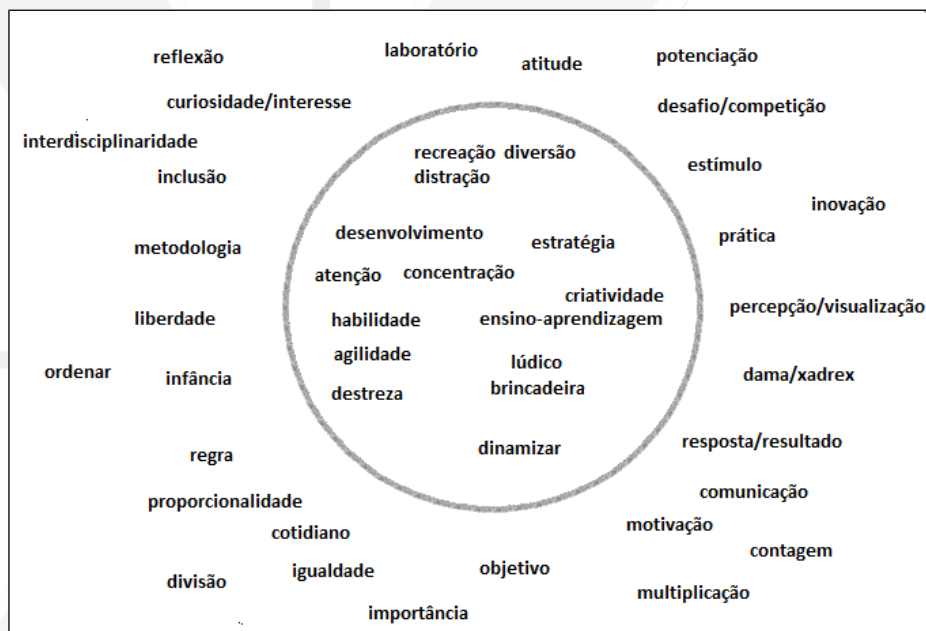 laboratório
reflexão
atitude
potenciação
curiosidade/interesse
desafio/competição
interdisciplinaridade
recreação diversão
distração
estímulo
inclusão
inovação
desenvolvimento
estratégia
prática
metodologia
atenção
concentração
criatividade
percepção/visualização
liberdade
habilidade
ensino-aprendizagem
agilidade
lúdico
ordenar
infância
dama/xadrex
destreza
brincadeira
regra
dinamizar
resposta/resultado
proporcionalidade
comunicação
cotidiano
motivação
contagem
divisão
igualdade
objetivo
multiplicação
importância